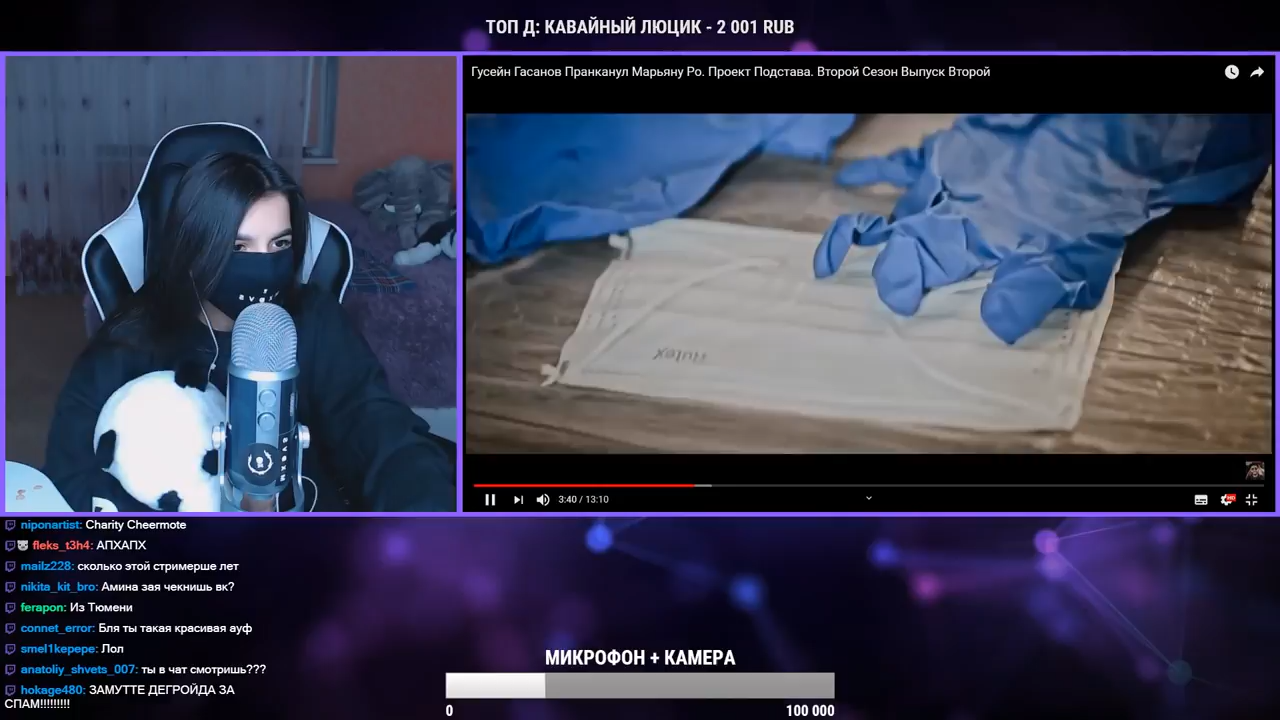 ТОП Д: КАВАЙНЫЙ ЛЮЦИК - 2 001 RUB
Гусейн Гасанов Пранканул Марьяну Ро. Проект Подстава. Второй Сезон Выпуск Второй
3:40 / 13:10
HD
niponartist: Charity Cheermote
fleks_t3h4: АПХАПХ
mailz228: сколько этой стримерше лет
nikita_kit_bro: Амина зая чекнишь вк?
ferapon: Из Тюмени
connet_error: Бля ты такая красивая ауф
smel1kepepe: Лол
anatoliy_shvets_007: ты в чат смотришь???
hokage480: ЗАМУТТЕ ДЕГРОЙДА ЗА
СПАМ!!!!!!!!!
МИКРОФОН + КАМЕРА
0
100 000